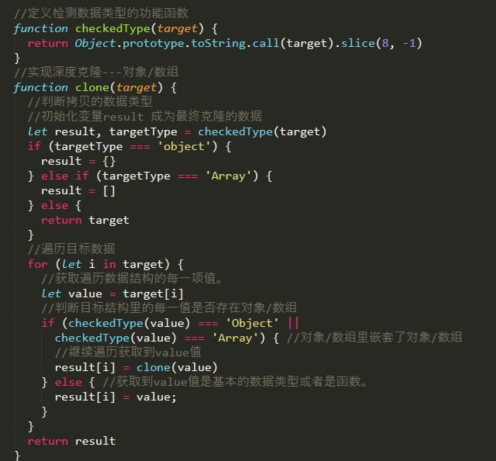 //定义检测数据类型的功能函数
function checkedType(target) {
  return Object.prototype.toString.call(target).slice(8, -1)
}
//实现深度克隆---对象/数组
function clone(target) {
  //判断拷贝的数据类型
  //初始化变量result 成为最终克隆的数据
  let result, targetType = checkedType(target)
  if (targetType === 'object') {
    result = {}
  } else if (targetType === 'Array') {
    result = []
  } else {
    return target
  }
  //遍历目标数据
  for (let i in target) {
    //获取遍历数据结构的每一项值。
    let value = target[i]
    //判断目标结构里的每一值是否存在对象/数组
    if (checkedType(value) === 'Object' ||
      checkedType(value) === 'Array') { //对象/数组里嵌套了对象/数组
      //继续遍历获取到value值
      result[i] = clone(value)
    } else { //获取到value值是基本的数据类型或者是函数。
      result[i] = value;
    }
  }
  return result
}